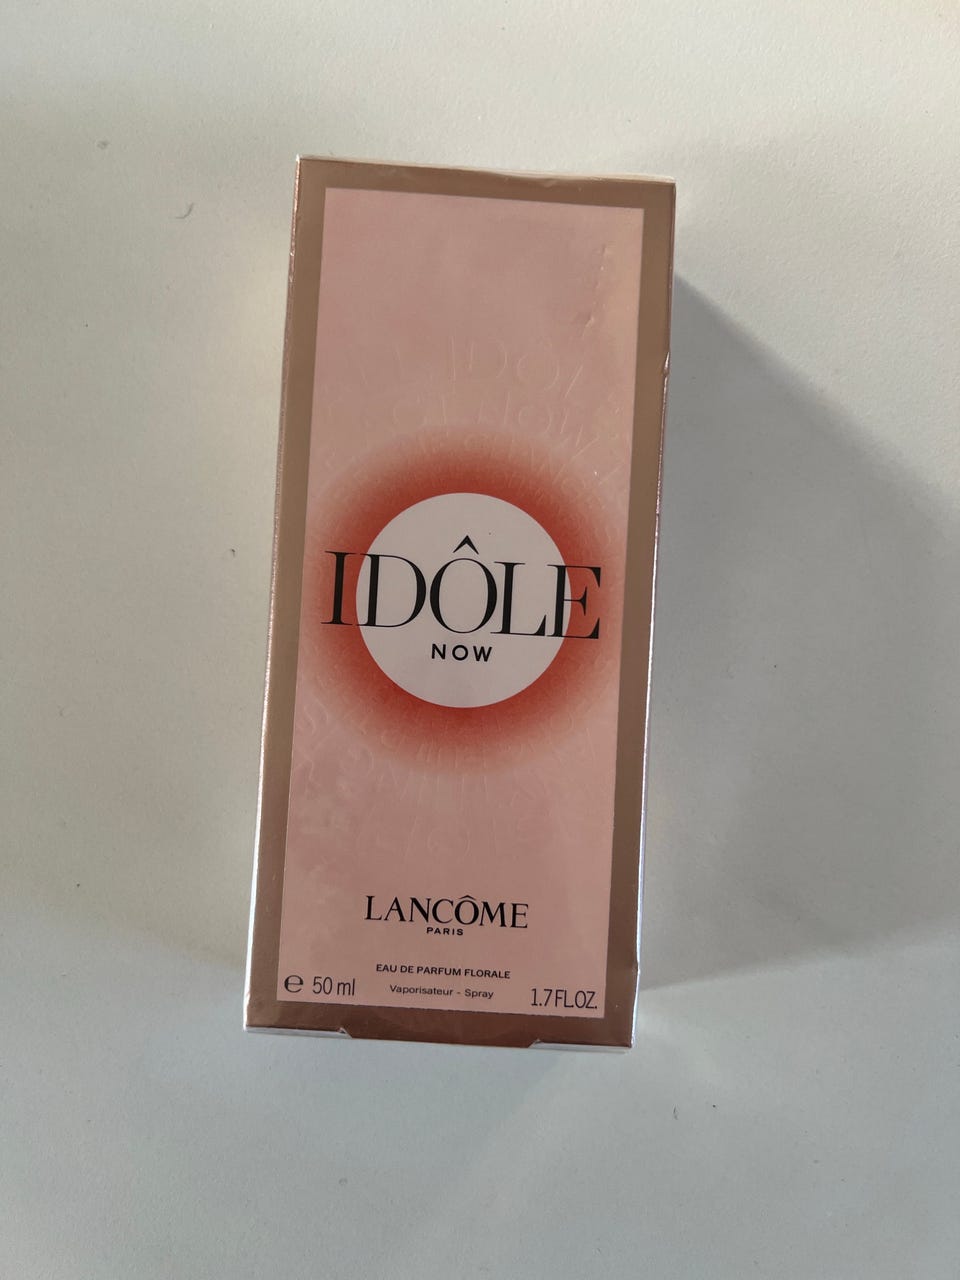 IDÔLE
NOW
LANCÔME
PARIS
EAU DE PARFUM FLORALE
℮ 50 ml
Vaporisateur - Spray
1.7 FL.OZ.